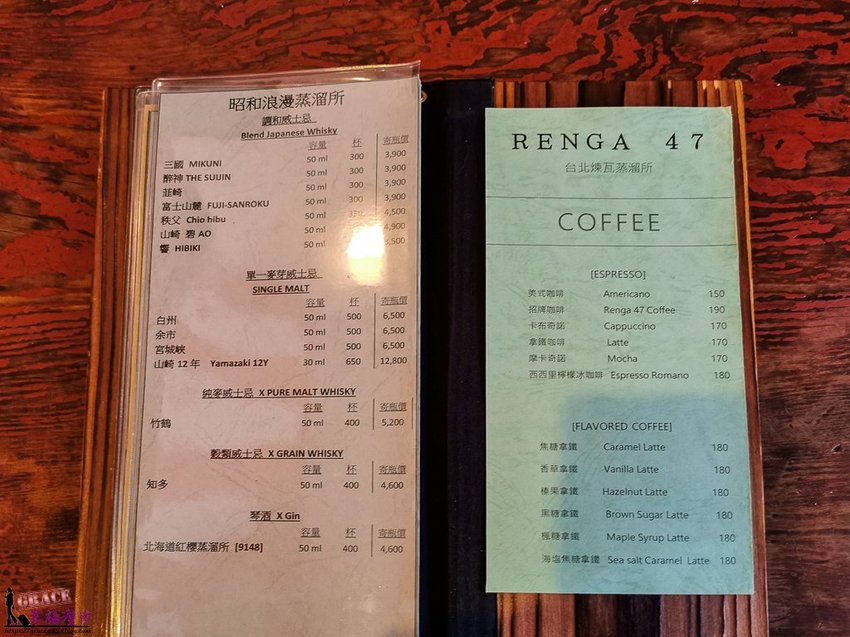 昭和浪漫蒸溜所
調和威士忌
Blend Japanese Whisky
容量 杯 寄瓶價
三國 MIKUNI 50 ml 300 3,900
醉神 THE SUIJIN 50 ml 300 3,900
韮崎 50 ml 300 3,900
富士山麓 FUJI-SANROKU 50 ml 300 3,900
秩父 Chio hibu 50 ml 4,500
山崎 碧 AO 50 ml 4,900
響 HIBIKI 50 ml
單一麥芽威士忌
SINGLE MALT
容量 杯 寄瓶價
白州 50 ml 500 6,500
余市 50 ml 500 6,500
宮城峽 50 ml 500 6,500
山崎 12 年 Yamazaki 12Y 30 ml 650 12,800
純麥威士忌 X PURE MALT WHISKY
容量 杯 寄瓶價
竹鶴 50 ml 400 5,200
穀類威士忌 X GRAIN WHISKY
容量 杯 寄瓶價
知多 50 ml 400 4,600
琴酒 X Gin
容量 杯 寄瓶價
北海道紅櫻蒸溜所 [9148] 50 ml 400 4,600
RENGA 47
台北煉瓦蒸溜所
COFFEE
[ESPRESSO]
美式咖啡 Americano 150
招牌咖啡 Renga 47 Coffee 190
卡布奇諾 Cappuccino 170
拿鐵咖啡 Latte 170
摩卡奇諾 Mocha 170
西西里檸檬冰咖啡 Espresso Romano 180
[FLAVORED COFFEE]
焦糖拿鐵 Caramel Latte 180
香草拿鐵 Vanilla Latte 180
榛果拿鐵 Hazelnut Latte 180
黑糖拿鐵 Brown Sugar Latte 180
楓糖拿鐵 Maple Syrup Latte 180
海塩焦糖拿鐵 Sea salt Caramel Latte 180
GRACE